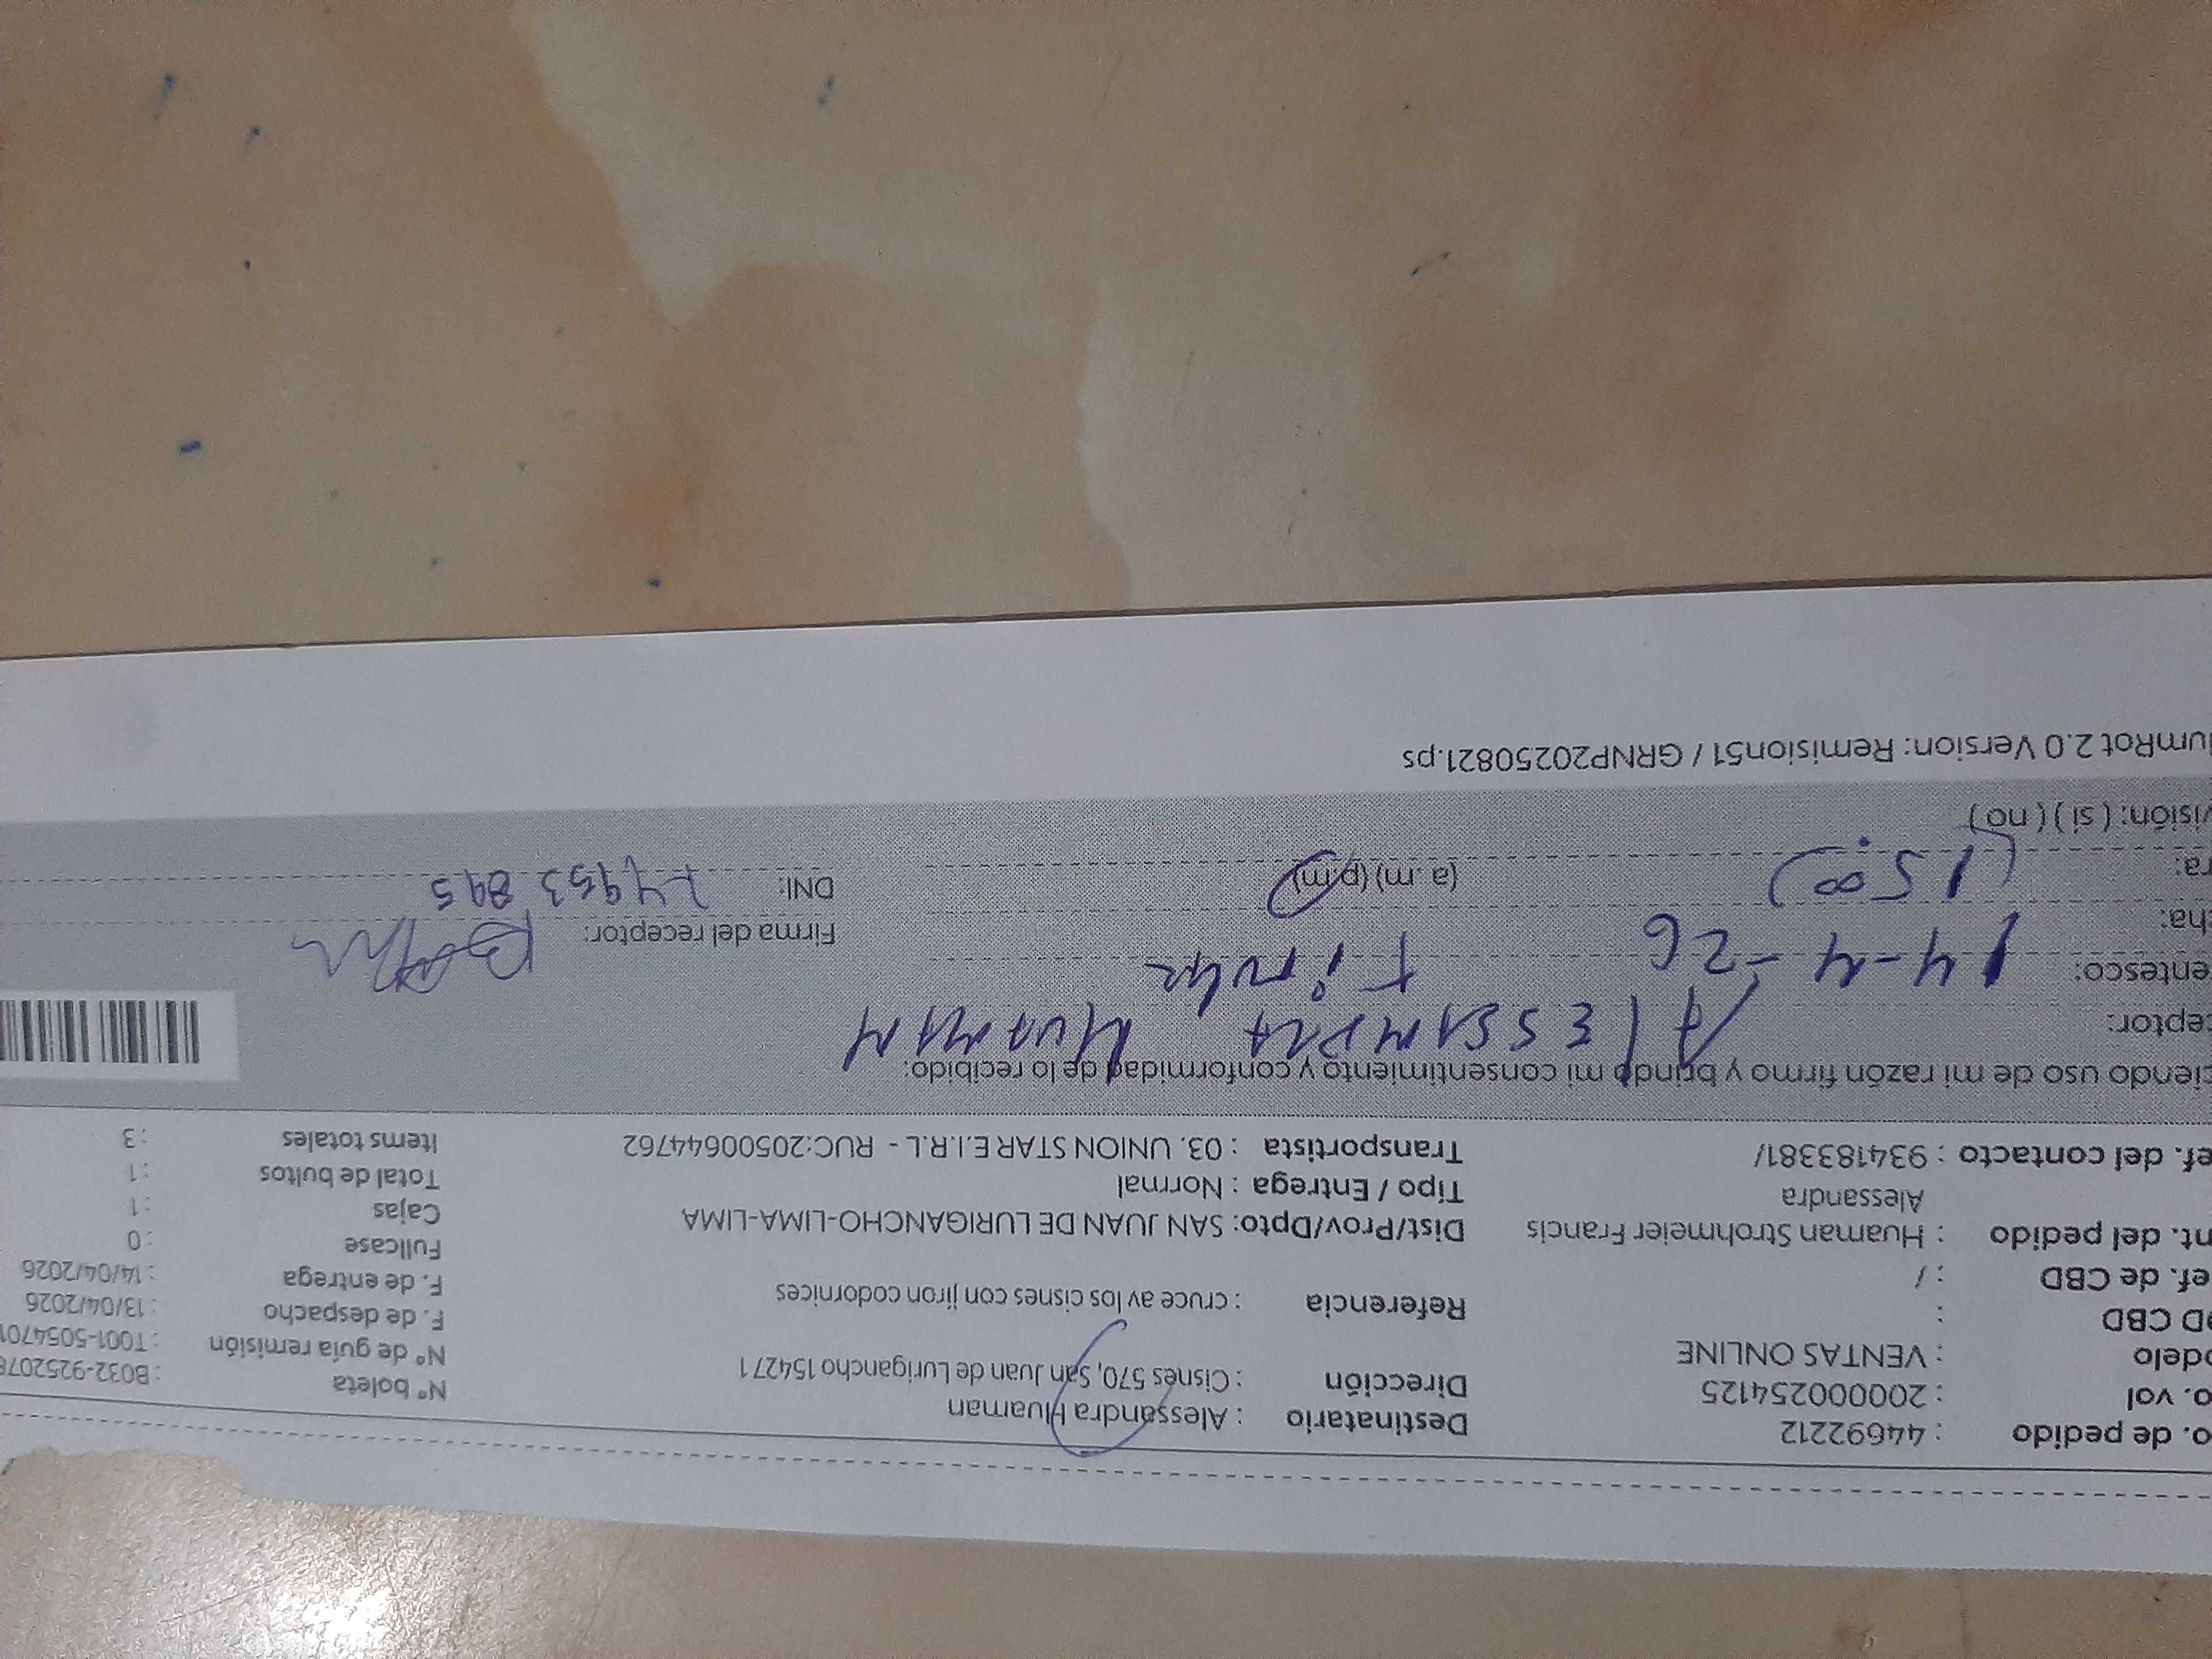 o. de pedido : 44692212
o. vol : 200000254125
odelo : VENTAS ONLINE
DD CBD :
ef. de CBD : /
nt. del pedido : Huaman Strohmeier Francis
Alessandra
ef. del contacto : 934183381/
Destinatario : Alessandra Huaman
Dirección : Cisnes 570, San Juan de Lurigancho 154271
Referencia : cruce av los cisnes con jiron codornices
Dist/Prov/Dpto: SAN JUAN DE LURIGANCHO-LIMA-LIMA
Tipo / Entrega : Normal
Transportista : 03. UNION STAR E.I.R.L - RUC:20500644762
N° boleta : B032-9252078
N° de guía remisión : T001-5054701
F. de despacho : 13/04/2026
F. de entrega : 14/04/2026
Fullcase : 0
Cajas : 1
Total de bultos : 1
Items totales : 3
ciendo uso de mi razón firmo y brindo mi consentimiento y conformidad de lo recibido:
ceptor: AlESSANDRA HUAMAN
entesco: Titular
cha: 14-4-26
Firma del receptor:
ra: (15:00) (a. m) (p.m)
DNI: 74953895
visión: ( si ) ( no )
umRot 2.0 Version: Remision51 / GRNP20250821.ps